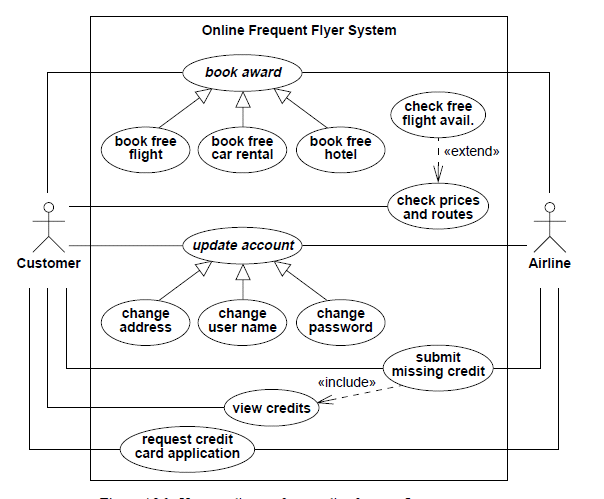 Online Frequent Flyer System
book award
check free
flight avail.
book free
flight
book free
car rental
book free
hotel
«extend»
check prices
and routes
Customer
update account
Airline
change
address
change
user name
change
password
submit
missing credit
«include»
view credits
request credit
card application